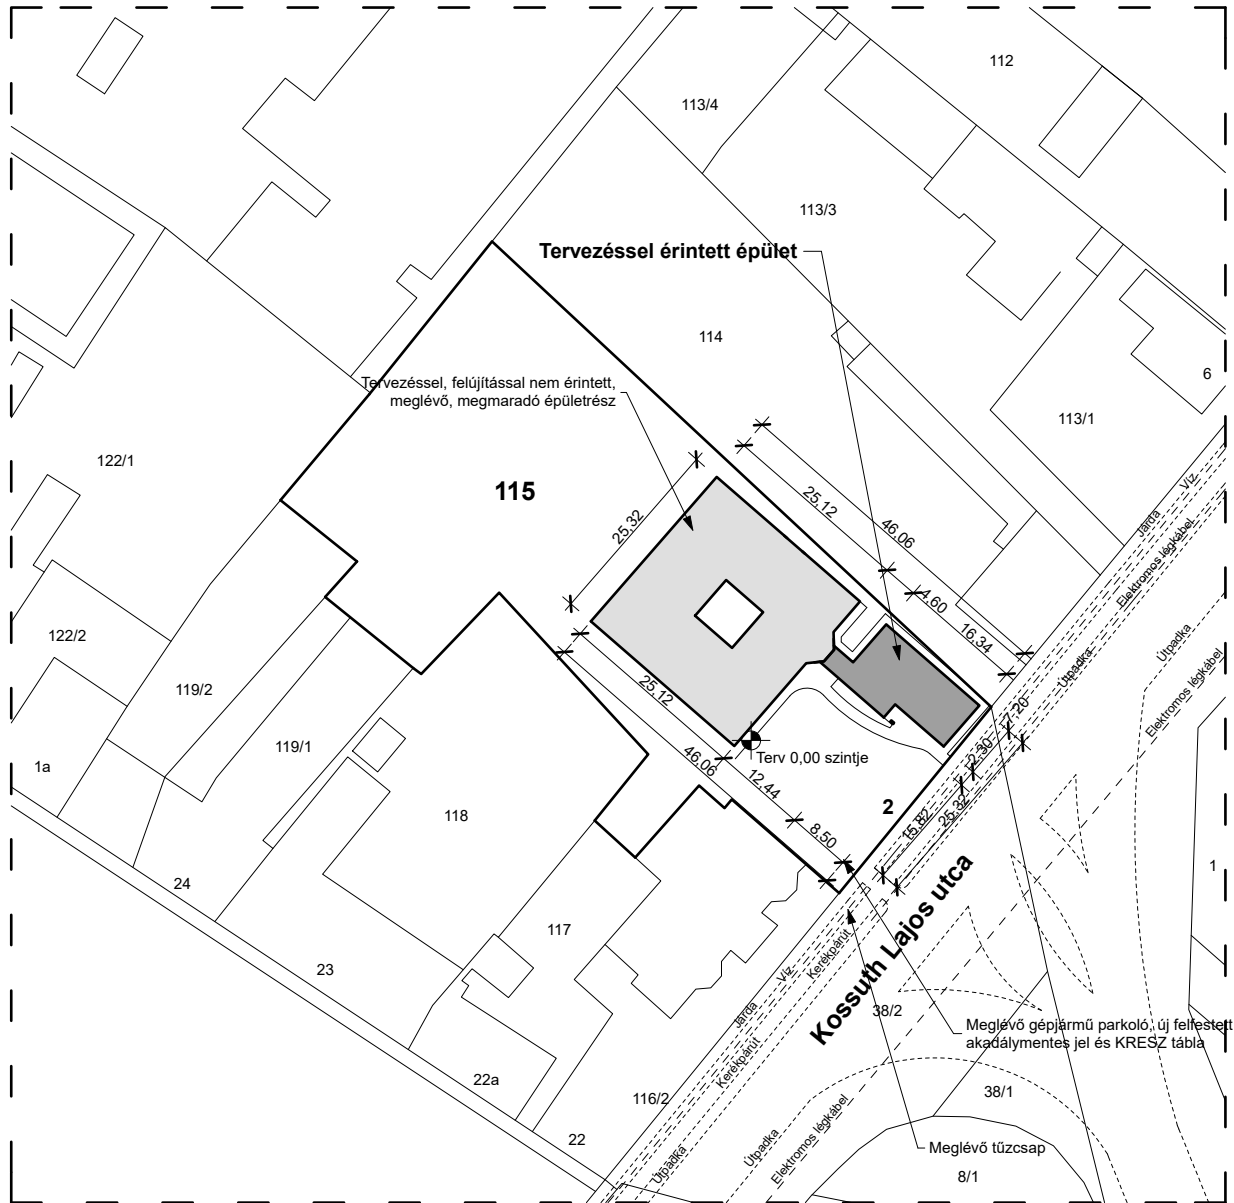 112
113/4
113/3
Tervezéssel érintett épület
114
6
Tervezéssel, felújítással nem érintett,
meglévő, megmaradó épületrész
113/1
122/1
115
25,12
46,06
25,32
Víz
Járda
Elektromos légkábel
4,60
16,34
122/2
Útpadka
Útpadka
Elektromos légkábel
119/2
25,12
119/1
7,20
2,30
46,06
Terv 0,00 szintje
12,44
1a
118
2
8,50
15,82
25,32
1
24
Kossuth Lajos utca
117
23
Víz
Kerékpárút
38/2
Járda
Meglévő gépjármű parkoló, új felfestett
akadálymentes jel és KRESZ tábla
Kerékpárút
22a
116/2
38/1
Elektromos légkábel
22
Útpadka
Meglévő tűzcsap
Útpadka
8/1